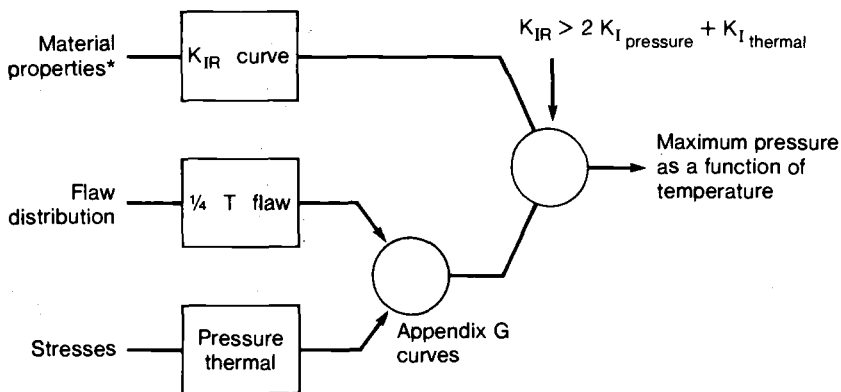 K_IR > 2 K_I pressure + K_I thermal
Material
properties*
K_IR curve
Maximum pressure
as a function of
temperature
Flaw
distribution
¼ T flaw
Stresses
Pressure
thermal
Appendix G
curves